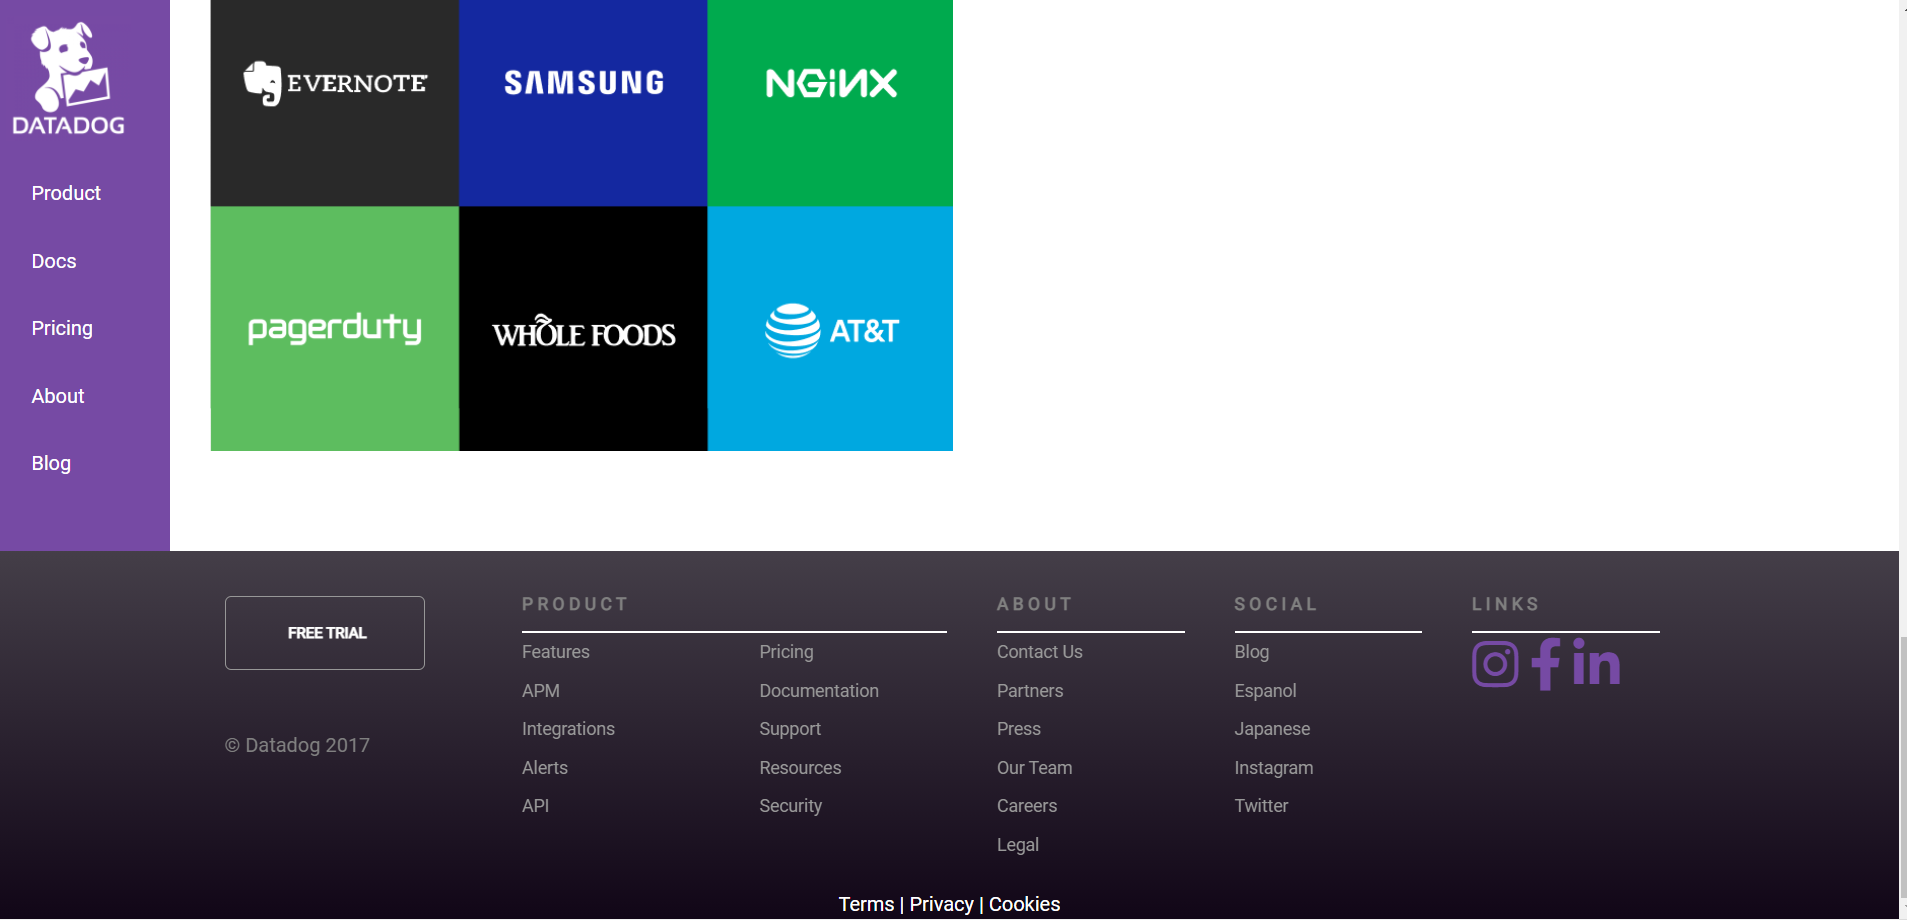 DATADOG
Product
Docs
Pricing
About
Blog
EVERNOTE
SAMSUNG
NGiNX
pagerduty
WHOLE FOODS
AT&T
FREE TRIAL
© Datadog 2017
PRODUCT
Features
APM
Integrations
Alerts
API
Pricing
Documentation
Support
Resources
Security
ABOUT
Contact Us
Partners
Press
Our Team
Careers
Legal
SOCIAL
Blog
Espanol
Japanese
Instagram
Twitter
LINKS
Terms | Privacy | Cookies